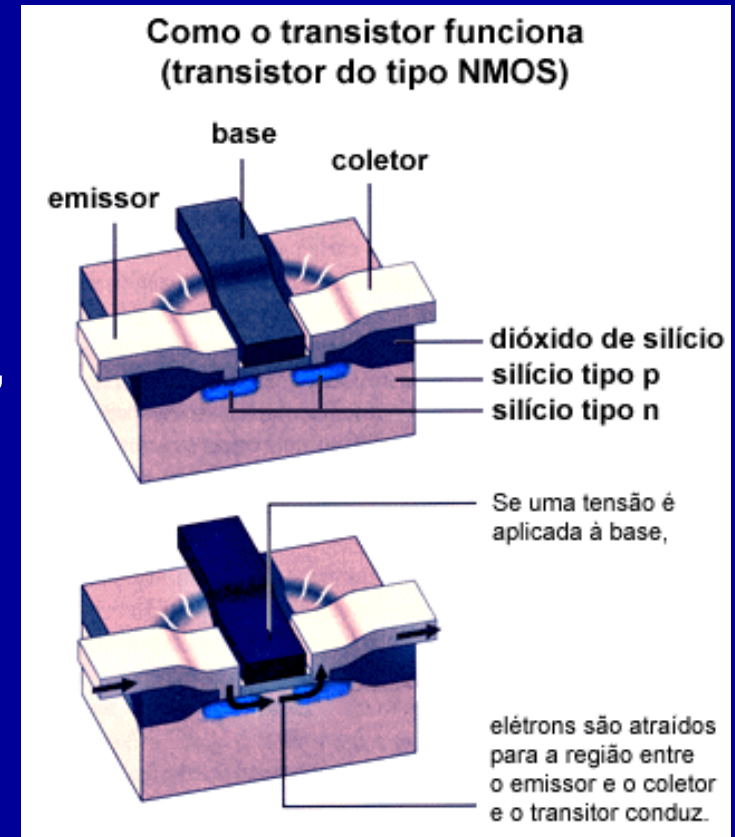 Como o transistor funciona
(transistor do tipo NMOS)
base
coletor
emissor
dióxido de silício
silício tipo p
silício tipo n
Se uma tensão é
aplicada à base,
elétrons são atraídos
para a região entre
o emissor e o coletor
e o transitor conduz.